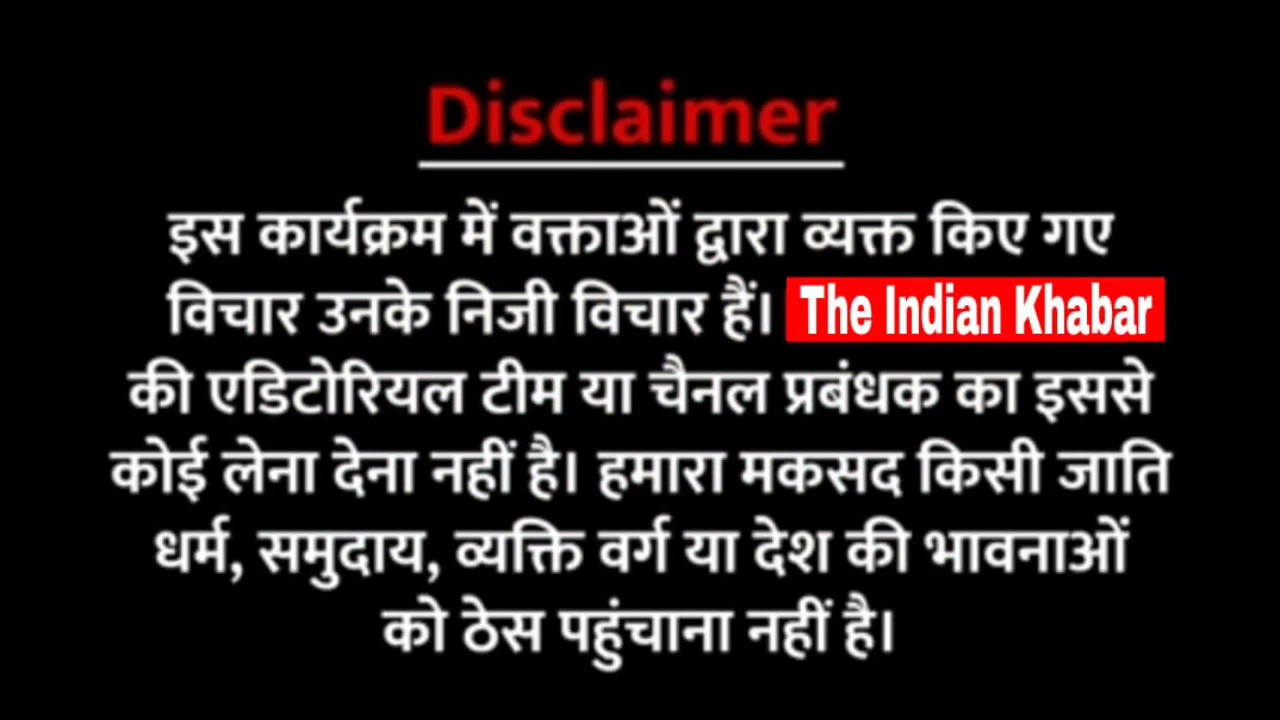 Disclaimer
इस कार्यक्रम में वक्ताओं द्वारा व्यक्त किए गए
विचार उनके निजी विचार हैं। The Indian Khabar
की एडिटोरियल टीम या चैनल प्रबंधक का इससे
कोई लेना देना नहीं है। हमारा मकसद किसी जाति
धर्म, समुदाय, व्यक्ति वर्ग या देश की भावनाओं
को ठेस पहुंचाना नहीं है।